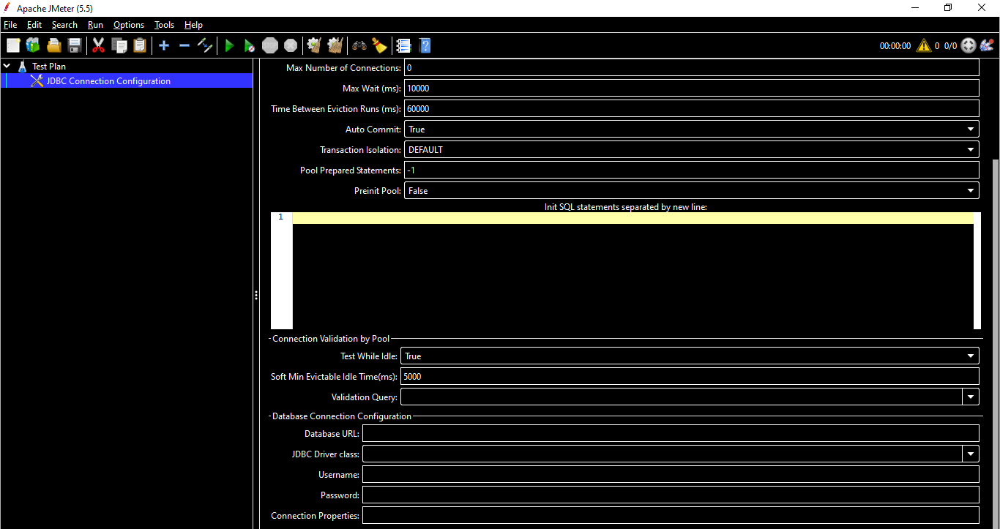 Apache JMeter (5.5)
File Edit Search Run Options Tools Help
00:00:00 0 0/0
Test Plan
JDBC Connection Configuration
Max Number of Connections: 0
Max Wait (ms): 10000
Time Between Eviction Runs (ms): 60000
Auto Commit: True
Transaction Isolation: DEFAULT
Pool Prepared Statements: -1
Preinit Pool: False
Init SQL statements separated by new line:
1
Connection Validation by Pool
Test While Idle: True
Soft Min Evictable Idle Time(ms): 5000
Validation Query:
Database Connection Configuration
Database URL:
JDBC Driver class:
Username:
Password:
Connection Properties: